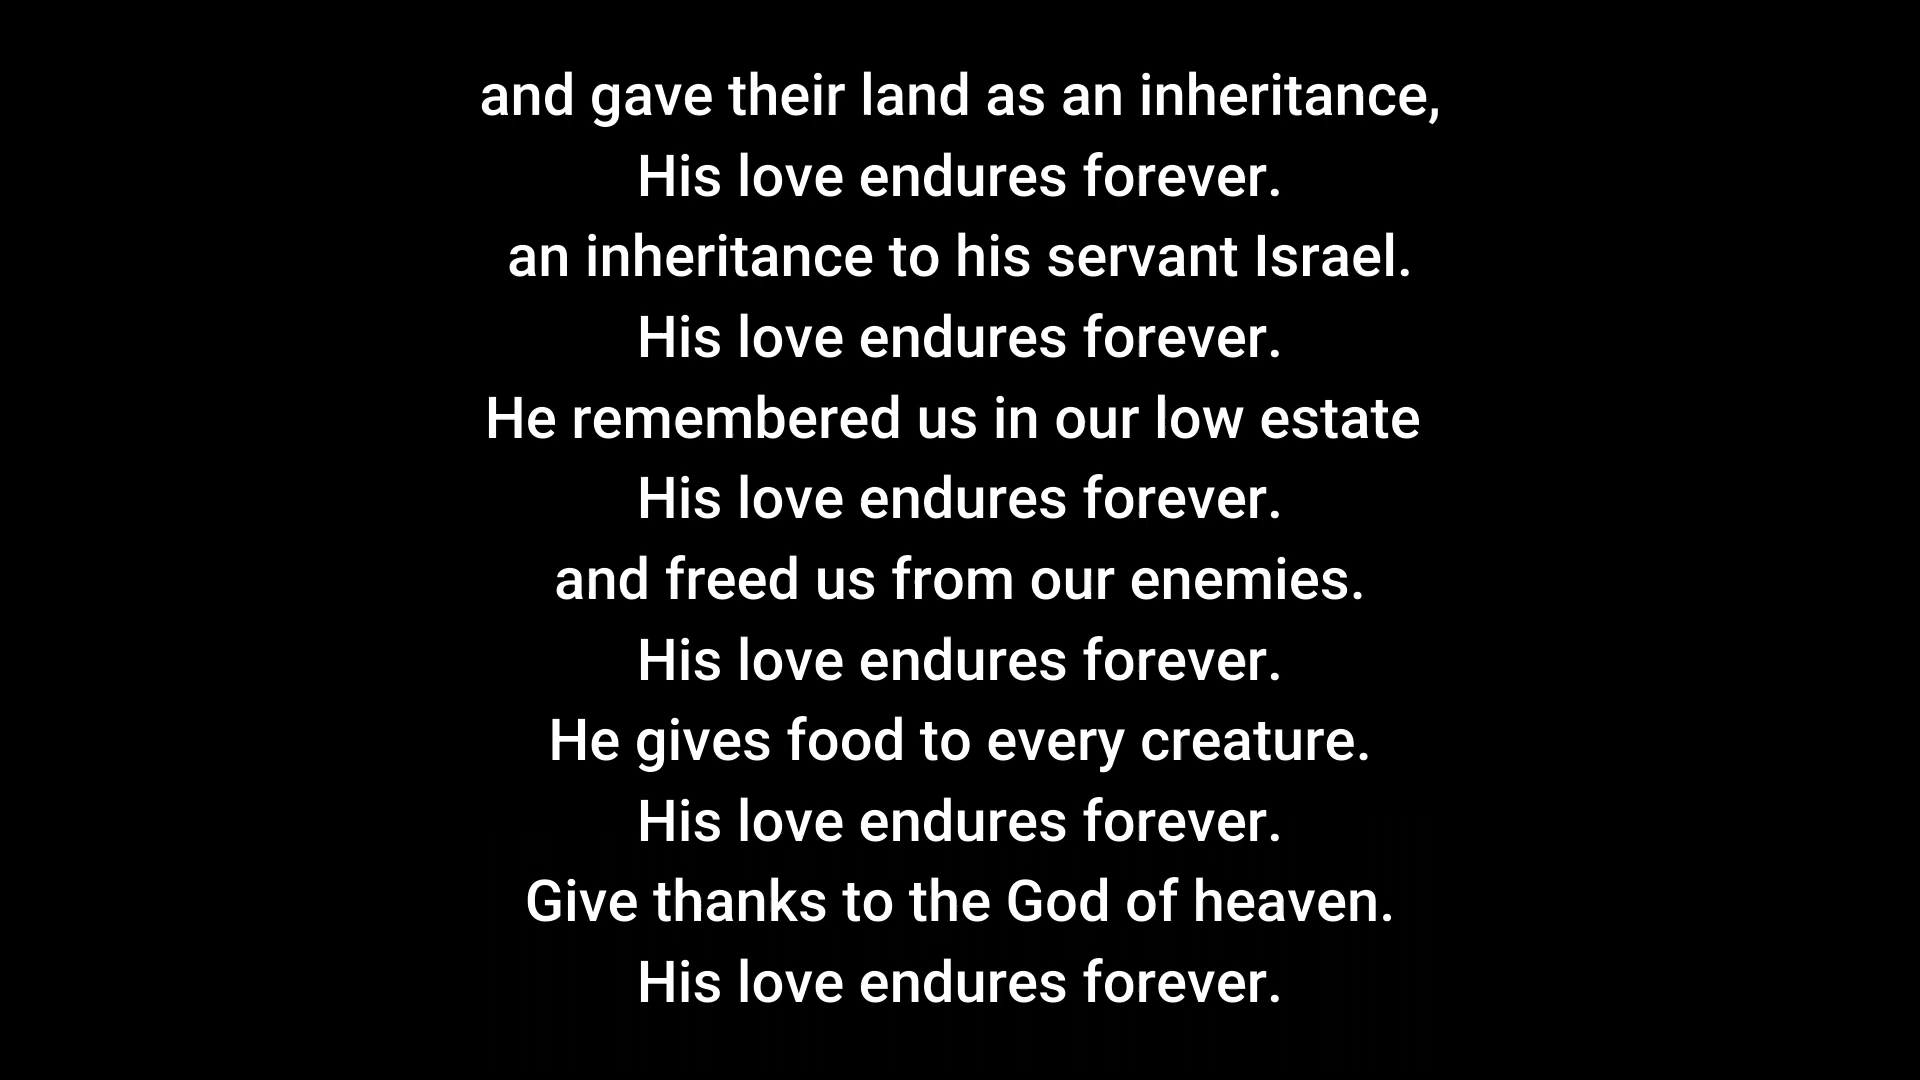 and gave their land as an inheritance,
His love endures forever.
an inheritance to his servant Israel.
His love endures forever.
He remembered us in our low estate
His love endures forever.
and freed us from our enemies.
His love endures forever.
He gives food to every creature.
His love endures forever.
Give thanks to the God of heaven.
His love endures forever.